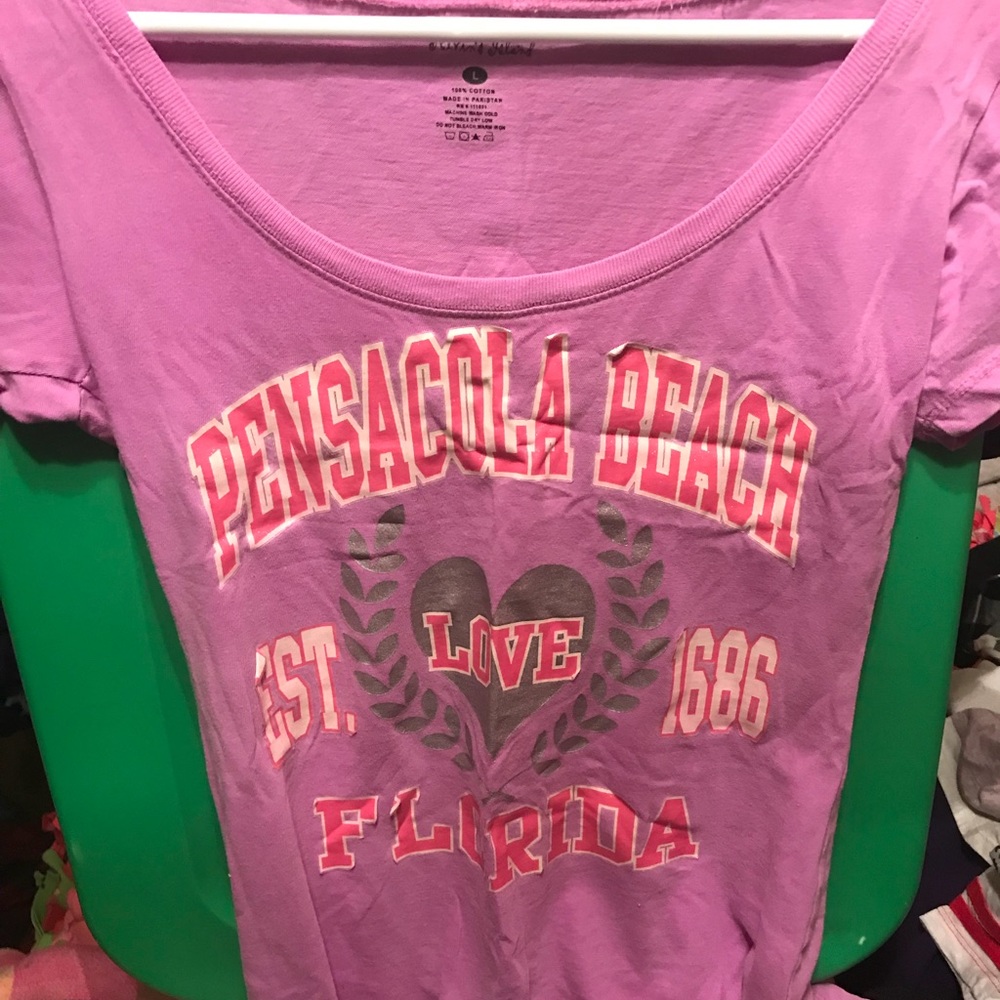 L
100% COTTON
MADE IN PAKISTAN
MACHINE WASH COLD
TUMBLE DRY LOW
DO NOT BLEACH, WARM IRON
PENSACOLA BEACH
LOVE
EST. 1686
FLORIDA